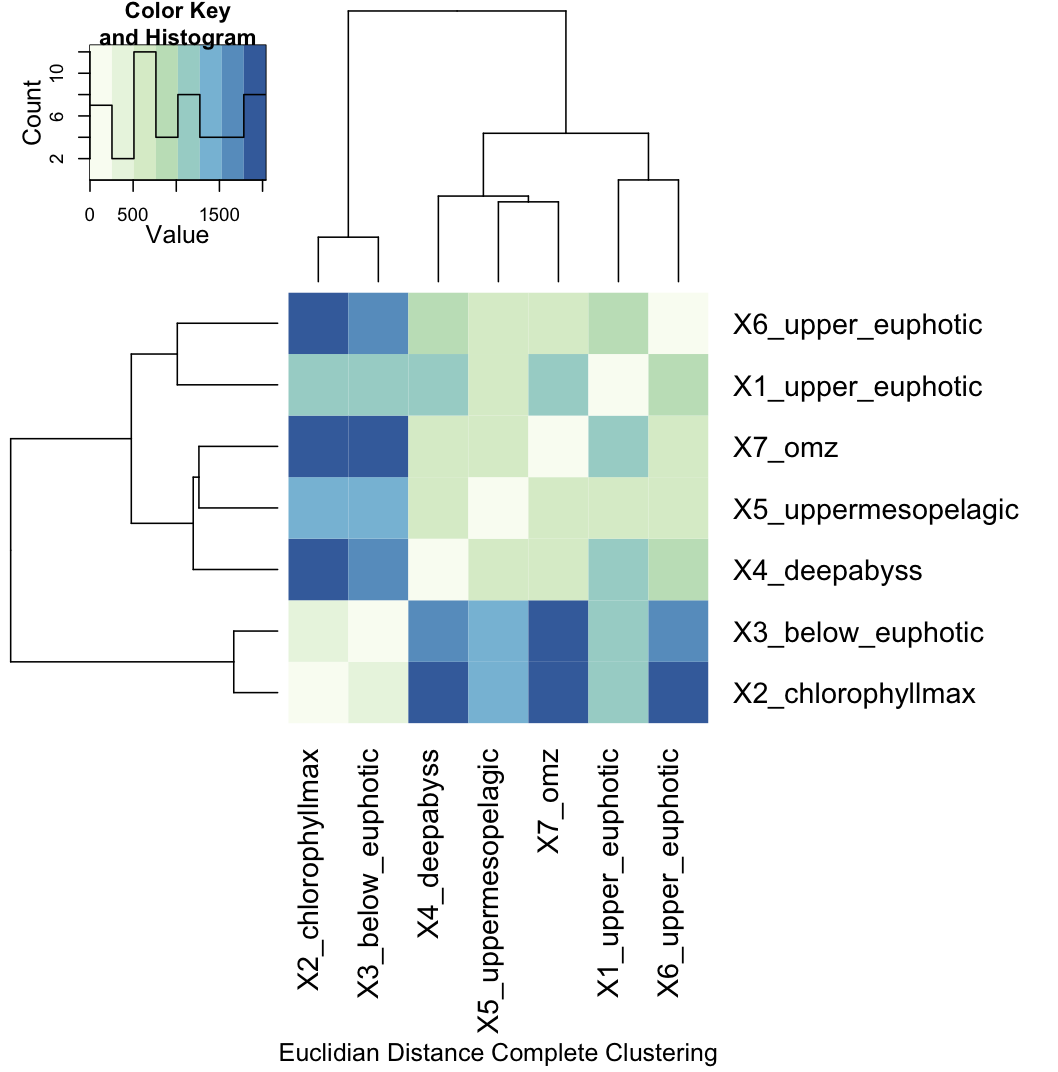 Color Key
and Histogram
Count
10
6
2
0 500 1500
Value
X6_upper_euphotic
X1_upper_euphotic
X7_omz
X5_uppermesopelagic
X4_deepabyss
X3_below_euphotic
X2_chlorophyllmax
X2_chlorophyllmax
X3_below_euphotic
X4_deepabyss
X5_uppermesopelagic
X7_omz
X1_upper_euphotic
X6_upper_euphotic
Euclidian Distance Complete Clustering